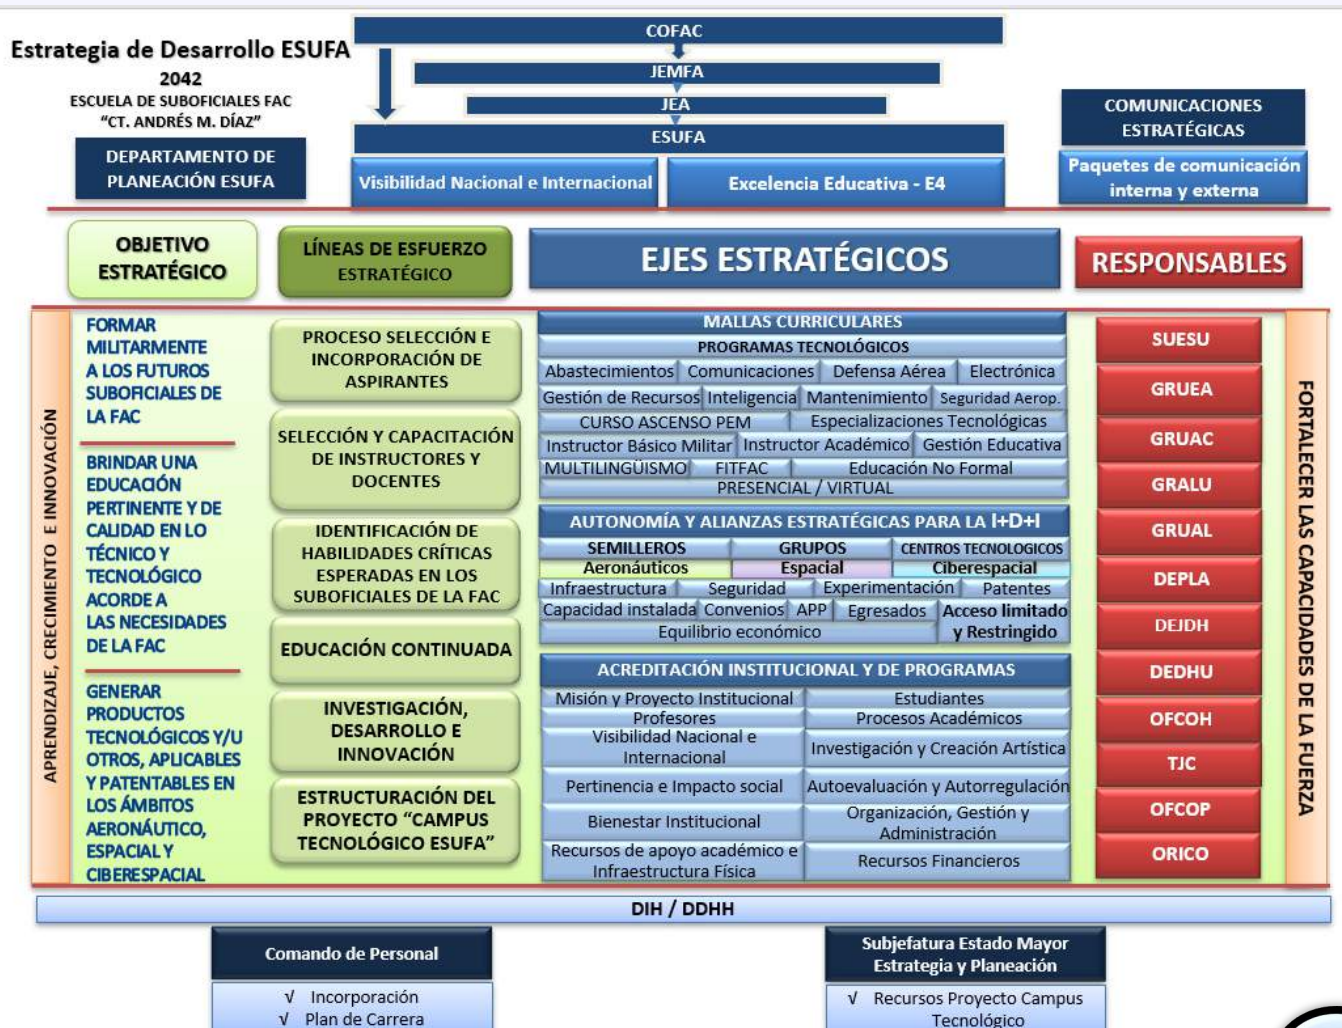 Estrategia de Desarrollo ESUFA
2042
ESCUELA DE SUBOFICIALES FAC
“CT. ANDRÉS M. DÍAZ”
DEPARTAMENTO DE
PLANEACIÓN ESUFA
COFAC
JEMFA
JEA
ESUFA
Visibilidad Nacional e Internacional
Excelencia Educativa - E4
COMUNICACIONES
ESTRATÉGICAS
Paquetes de comunicación
interna y externa
OBJETIVO
ESTRATÉGICO
LÍNEAS DE ESFUERZO
ESTRATÉGICO
EJES ESTRATÉGICOS
RESPONSABLES
APRENDIZAJE, CRECIMIENTO E INNOVACIÓN
FORMAR
MILITARMENTE
A LOS FUTUROS
SUBOFICIALES DE
LA FAC
BRINDAR UNA
EDUCACIÓN
PERTINENTE Y DE
CALIDAD EN LO
TÉCNICO Y
TECNOLÓGICO
ACORDE A
LAS NECESIDADES
DE LA FAC
GENERAR
PRODUCTOS
TECNOLÓGICOS Y/U
OTROS, APLICABLES
Y PATENTABLES EN
LOS ÁMBITOS
AERONÁUTICO,
ESPACIAL Y
CIBERESPACIAL
PROCESO SELECCIÓN E
INCORPORACIÓN DE
ASPIRANTES
SELECCIÓN Y CAPACITACIÓN
DE INSTRUCTORES Y
DOCENTES
IDENTIFICACIÓN DE
HABILIDADES CRÍTICAS
ESPERADAS EN LOS
SUBOFICIALES DE LA FAC
EDUCACIÓN CONTINUADA
INVESTIGACIÓN,
DESARROLLO E
INNOVACIÓN
ESTRUCTURACIÓN DEL
PROYECTO “CAMPUS
TECNOLÓGICO ESUFA”
MALLAS CURRICULARES
PROGRAMAS TECNOLÓGICOS
Abastecimientos Comunicaciones Defensa Aérea Electrónica
Gestión de Recursos Inteligencia Mantenimiento Seguridad Aerop.
CURSO ASCENSO PEM Especializaciones Tecnológicas
Instructor Básico Militar Instructor Académico Gestión Educativa
MULTILINGÜISMO FITFAC Educación No Formal
PRESENCIAL / VIRTUAL
AUTONOMÍA Y ALIANZAS ESTRATÉGICAS PARA LA I+D+I
SEMILLEROS GRUPOS CENTROS TECNOLOGICOS
Aeronáuticos Espacial Ciberespacial
Infraestructura Seguridad Experimentación Patentes
Capacidad instalada Convenios APP Egresados Acceso limitado
Equilibrio económico y Restringido
ACREDITACIÓN INSTITUCIONAL Y DE PROGRAMAS
Misión y Proyecto Institucional Estudiantes
Profesores Procesos Académicos
Visibilidad Nacional e
Internacional
Investigación y Creación Artística
Pertinencia e Impacto social Autoevaluación y Autorregulación
Bienestar Institucional
Organización, Gestión y
Administración
Recursos de apoyo académico e
Infraestructura Física
Recursos Financieros
SUESU
GRUEA
GRUAC
GRALU
GRUAL
DEPLA
DEJDH
DEDHU
OFCOH
TJC
OFCOP
ORICO
FORTALECER LAS CAPACIDADES DE LA FUERZA
DIH / DDHH
Comando de Personal
√ Incorporación
√ Plan de Carrera
Subjefatura Estado Mayor
Estrategia y Planeación
√ Recursos Proyecto Campus
Tecnológico